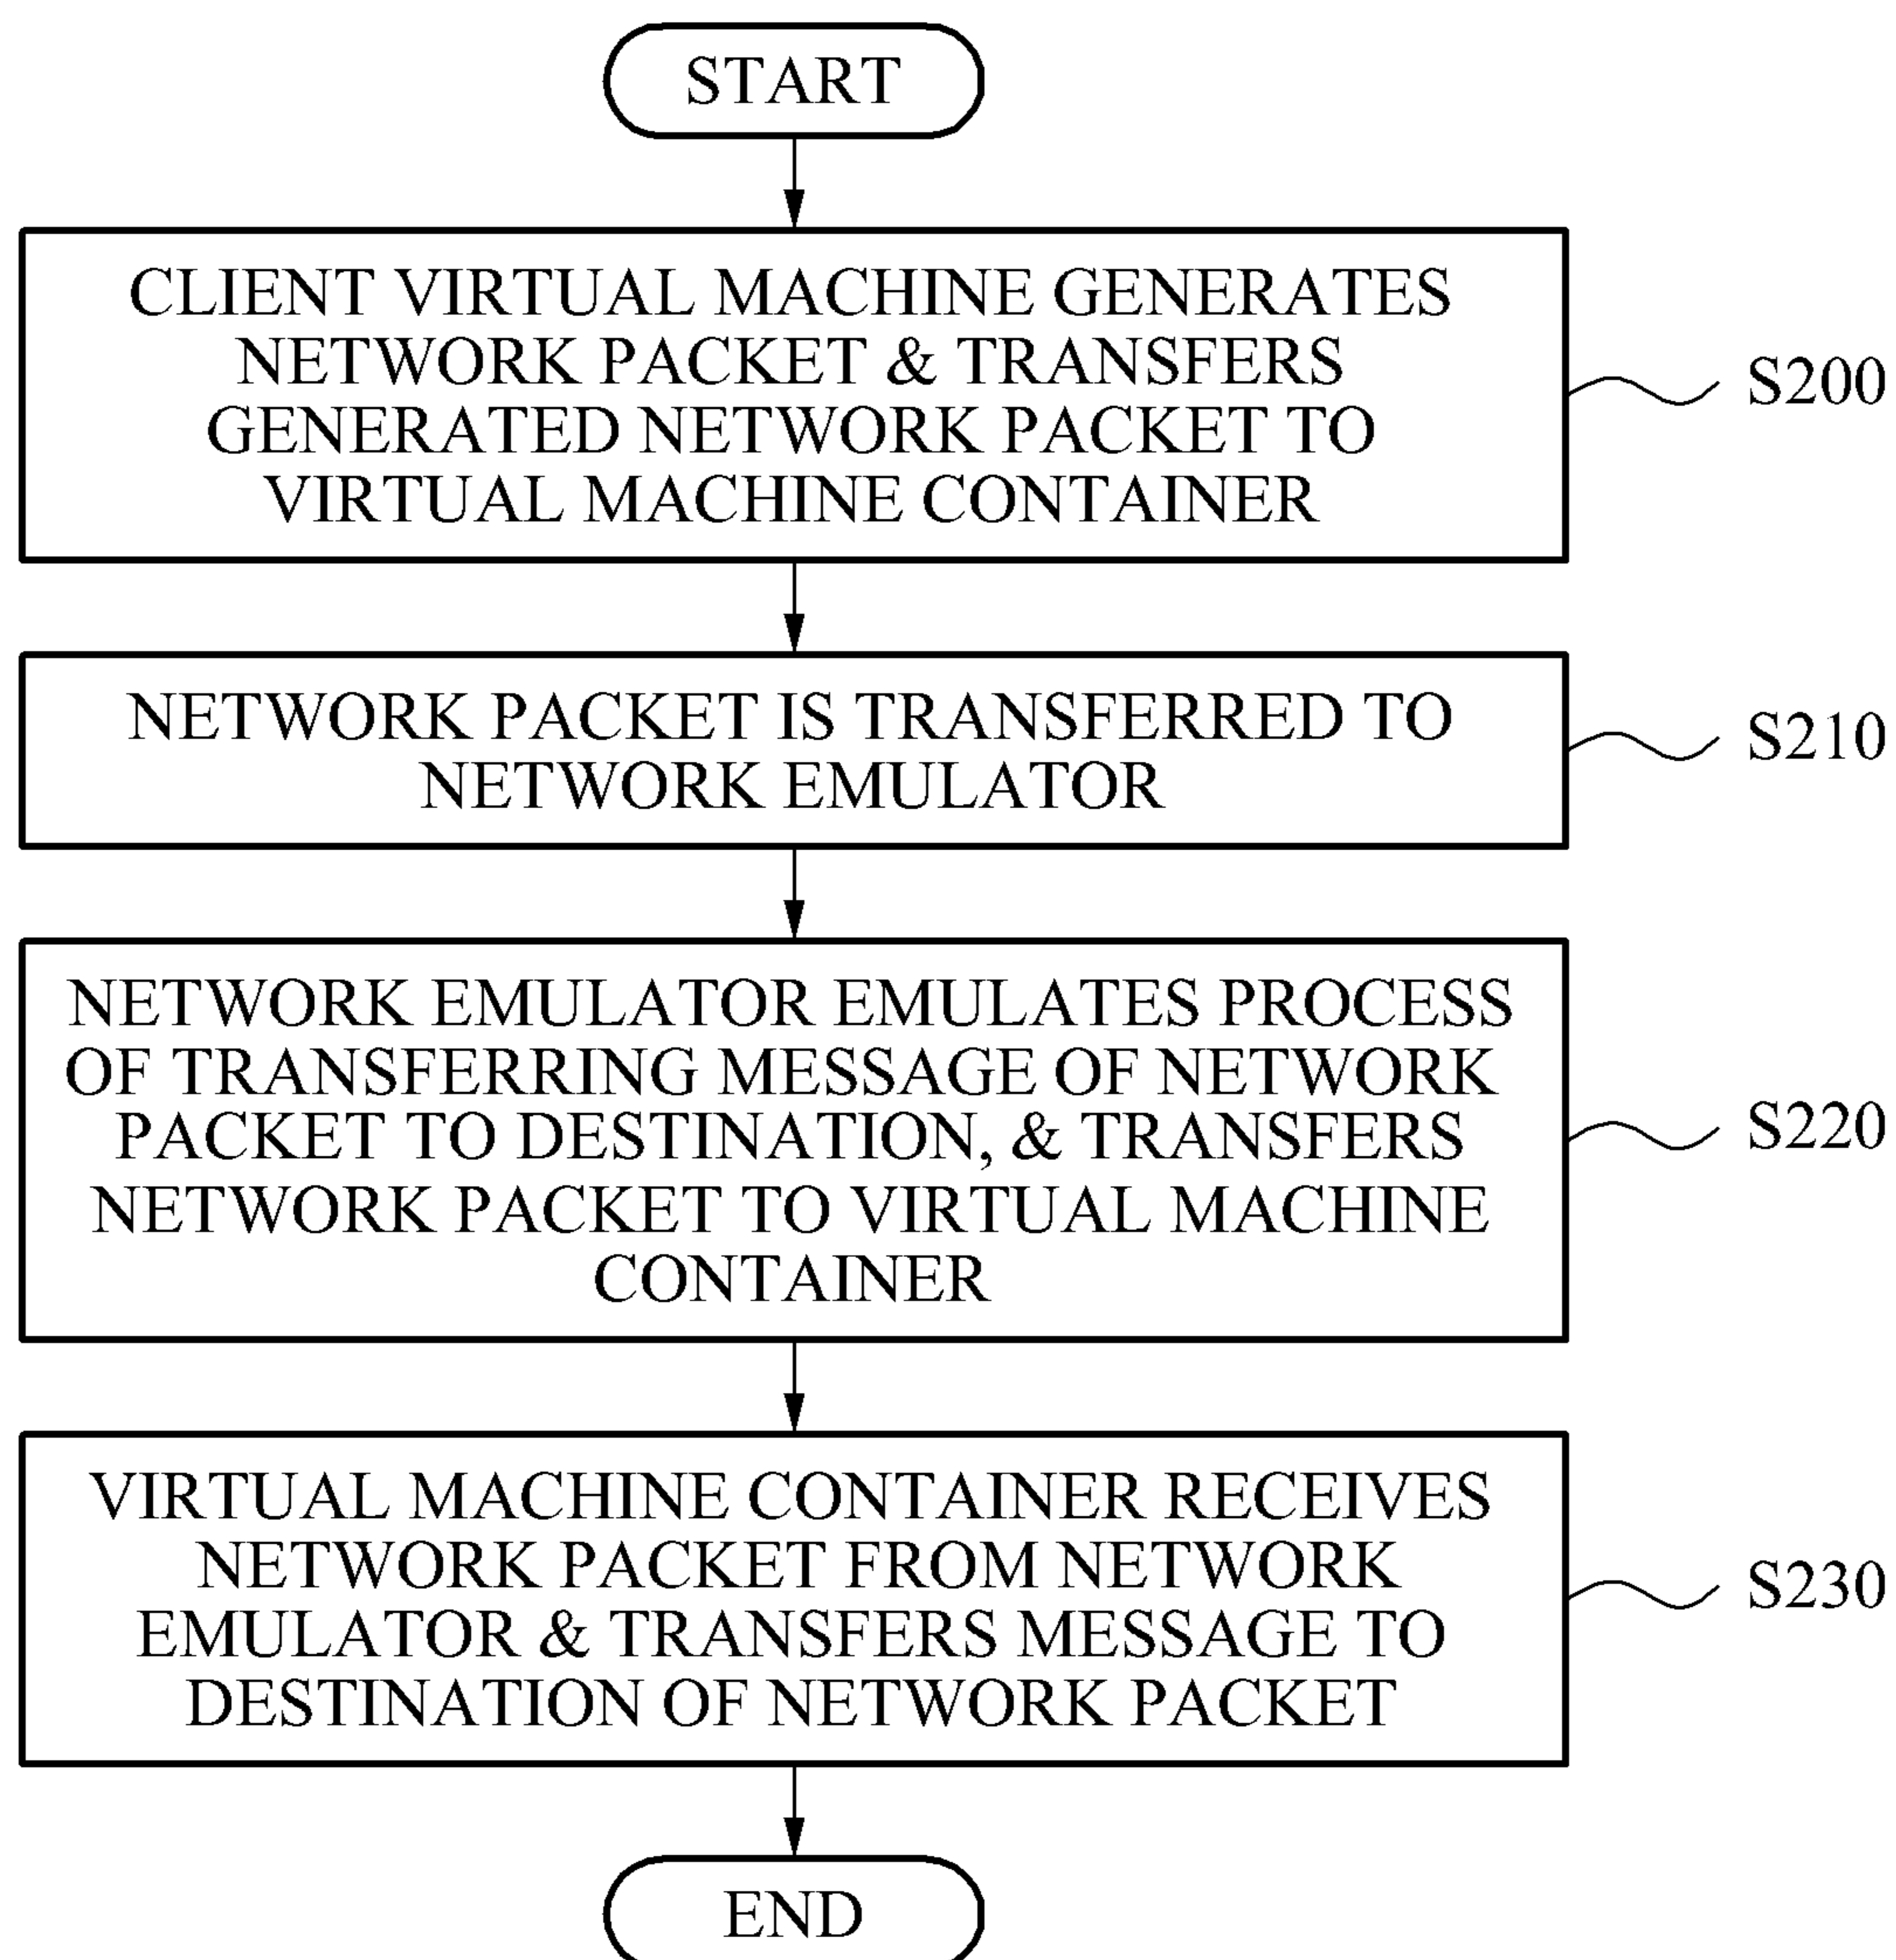 START
CLIENT VIRTUAL MACHINE GENERATES
NETWORK PACKET & TRANSFERS
GENERATED NETWORK PACKET TO
VIRTUAL MACHINE CONTAINER
S200
NETWORK PACKET IS TRANSFERRED TO
NETWORK EMULATOR
S210
NETWORK EMULATOR EMULATES PROCESS
OF TRANSFERRING MESSAGE OF NETWORK
PACKET TO DESTINATION, & TRANSFERS
NETWORK PACKET TO VIRTUAL MACHINE
CONTAINER
S220
VIRTUAL MACHINE CONTAINER RECEIVES
NETWORK PACKET FROM NETWORK
EMULATOR & TRANSFERS MESSAGE TO
DESTINATION OF NETWORK PACKET
S230
END